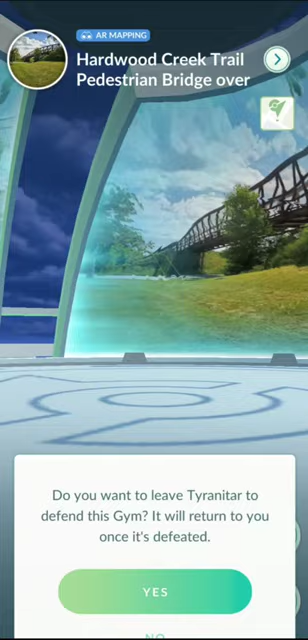 AR MAPPING
Hardwood Creek Trail
Pedestrian Bridge over
Do you want to leave Tyranitar to
defend this Gym? It will return to you
once it's defeated.
YES
NO